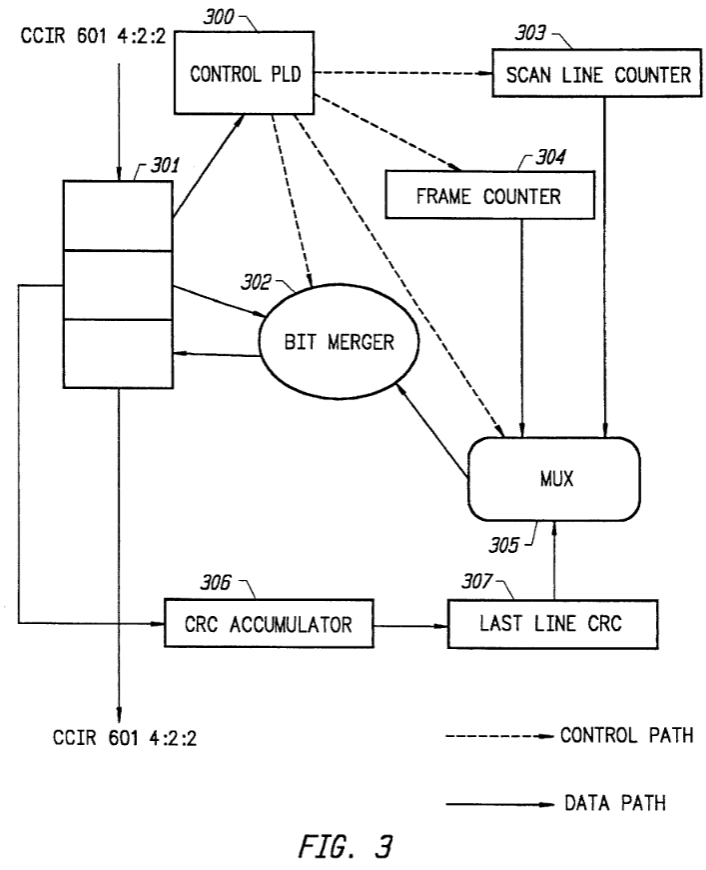 CCIR 601 4:2:2
300
CONTROL PLD
303
SCAN LINE COUNTER
301
304
FRAME COUNTER
302
BIT MERGER
MUX
305
306
CRC ACCUMULATOR
307
LAST LINE CRC
CCIR 601 4:2:2
CONTROL PATH
DATA PATH
FIG. 3